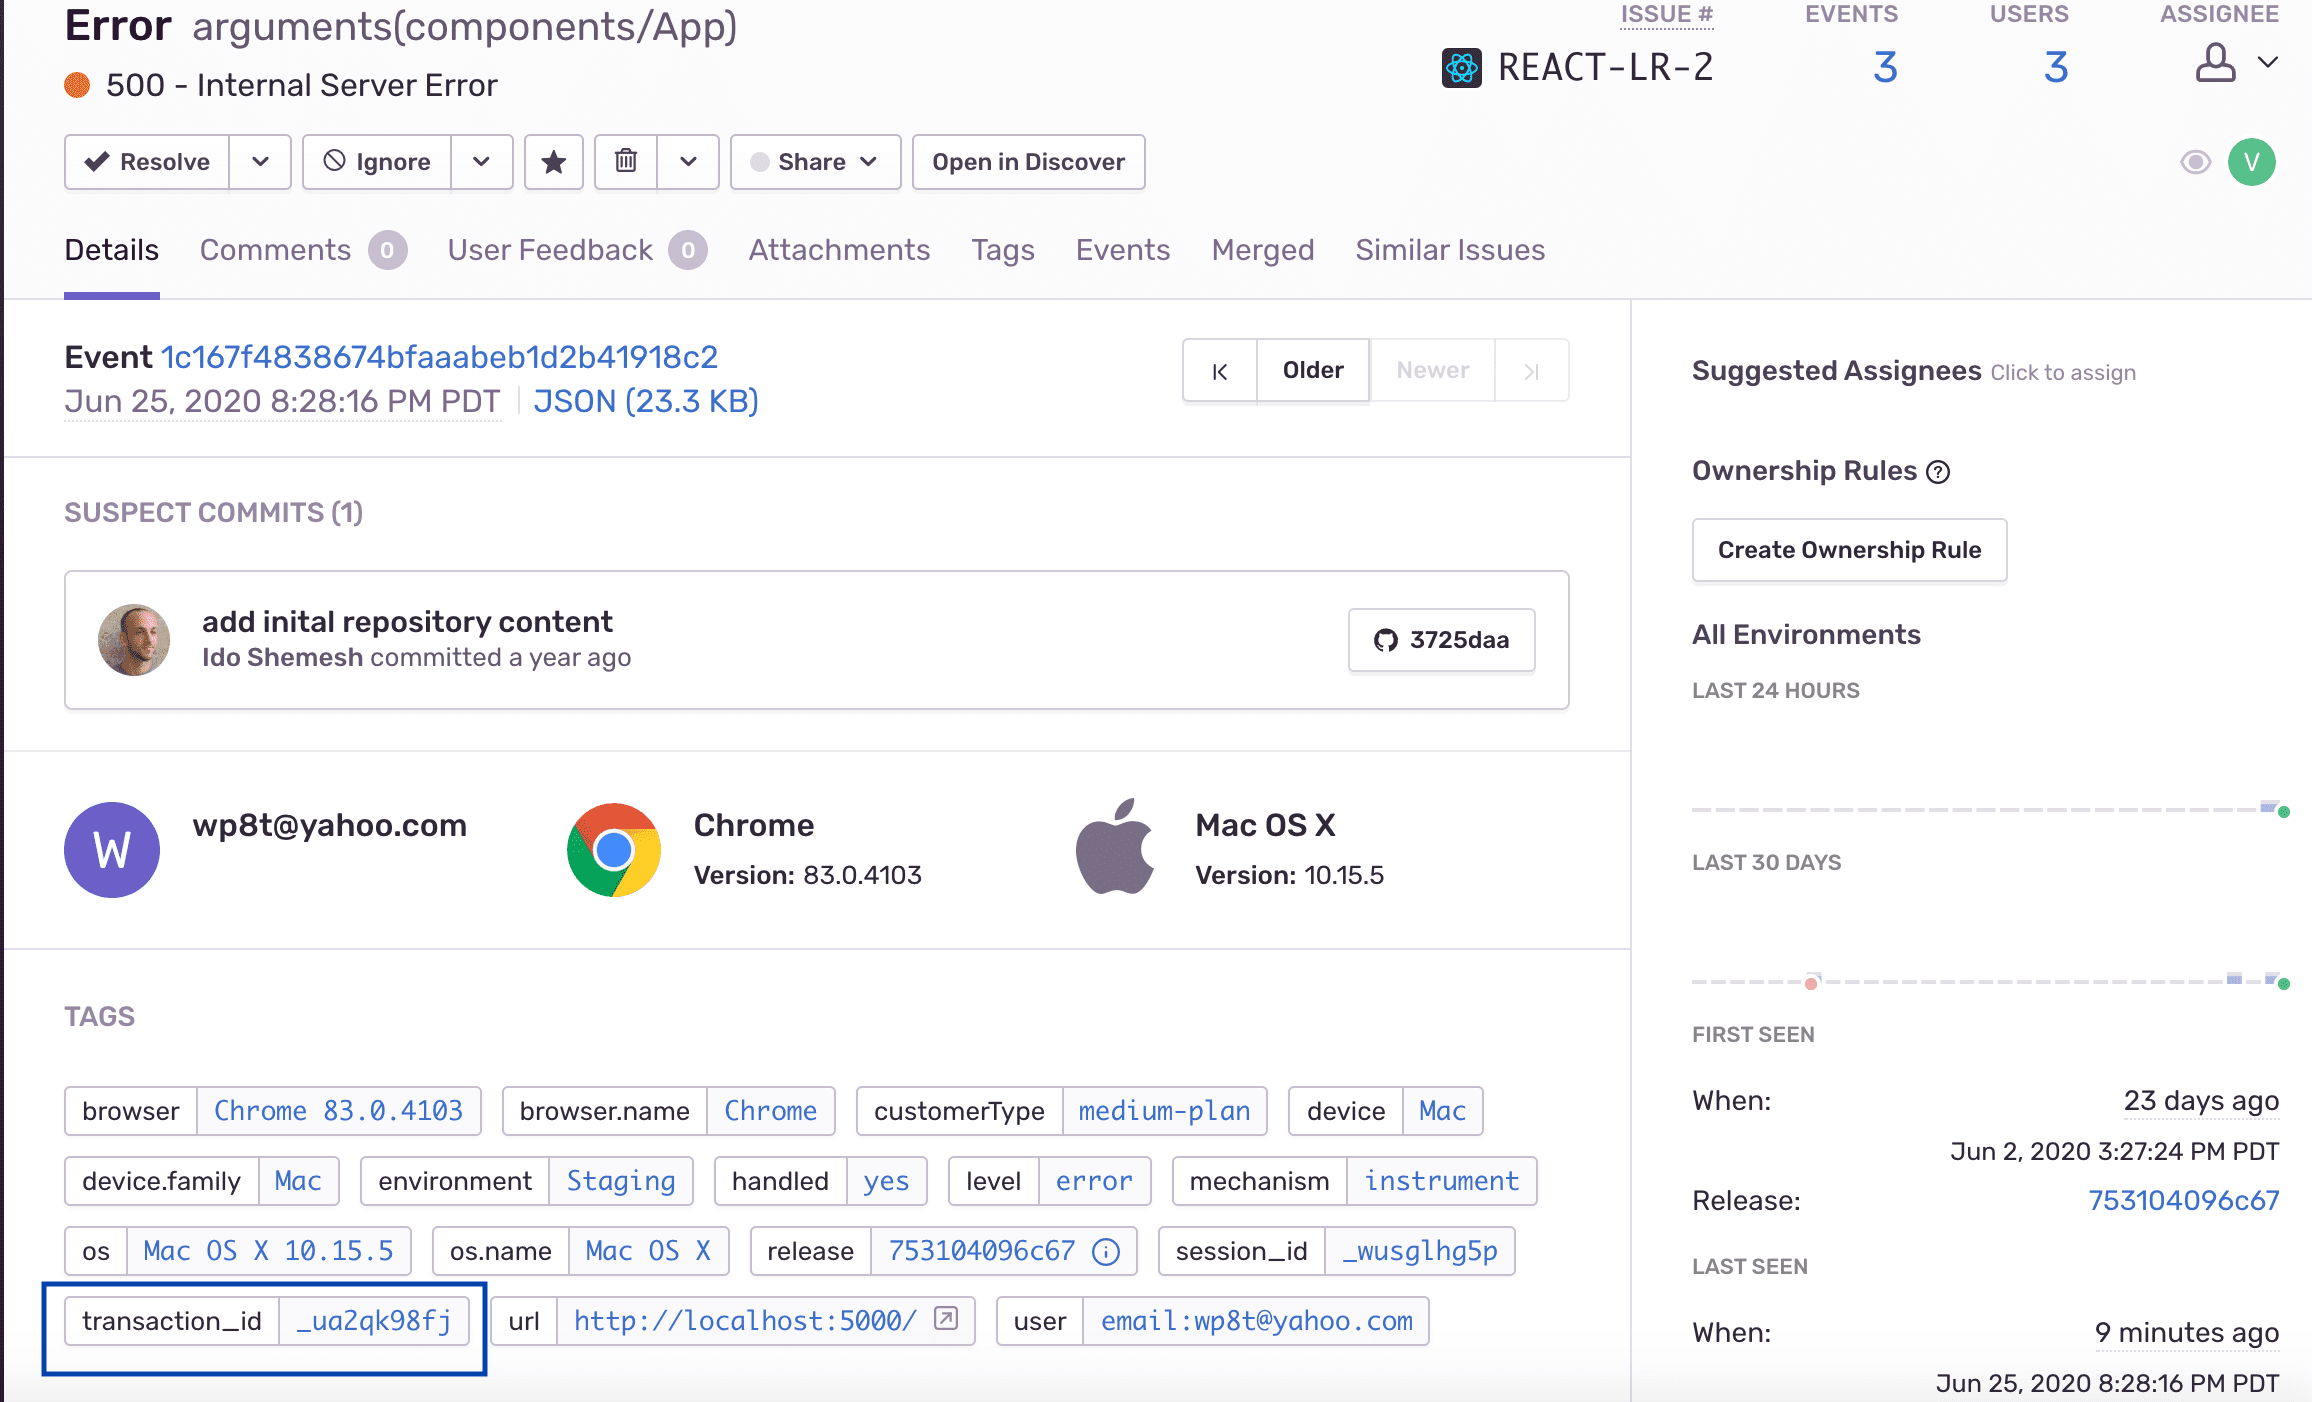 Error arguments(components/App)
ISSUE # EVENTS USERS ASSIGNEE
500 - Internal Server Error
REACT-LR-2 3 3
Resolve Ignore Share Open in Discover
V
Details Comments 0 User Feedback 0 Attachments Tags Events Merged Similar Issues
Event 1c167f4838674bfaaabeb1d2b41918c2
Jun 25, 2020 8:28:16 PM PDT JSON (23.3 KB)
Older Newer
SUSPECT COMMITS (1)
add inital repository content
Ido Shemesh committed a year ago
3725daa
W
wp8t@yahoo.com
Chrome
Version: 83.0.4103
Mac OS X
Version: 10.15.5
TAGS
browser Chrome 83.0.4103 browser.name Chrome customerType medium-plan device Mac
device.family Mac environment Staging handled yes level error mechanism instrument
os Mac OS X 10.15.5 os.name Mac OS X release 753104096c67 session_id _wusglhg5p
transaction_id _ua2qk98fj url http://localhost:5000/ user email:wp8t@yahoo.com
Suggested Assignees Click to assign
Ownership Rules ?
Create Ownership Rule
All Environments
LAST 24 HOURS
LAST 30 DAYS
FIRST SEEN
When: 23 days ago
Jun 2, 2020 3:27:24 PM PDT
Release: 753104096c67
LAST SEEN
When: 9 minutes ago
Jun 25, 2020 8:28:16 PM PDT